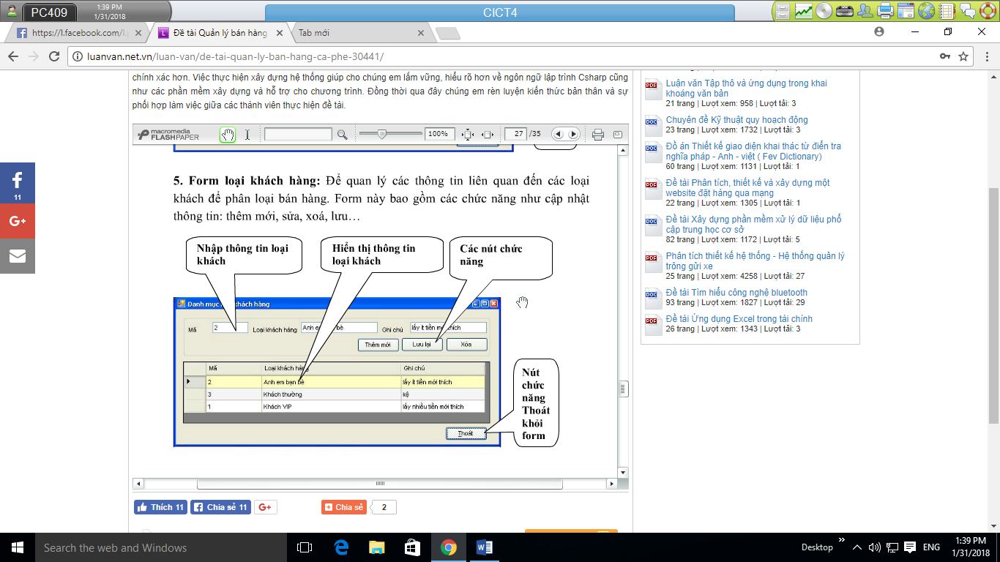 PC409
1:39 PM
1/31/2018
CICT4
https://l.facebook.com/l.p
Đề tài Quản lý bán hàng
Tab mới
luanvan.net.vn/luan-van/de-tai-quan-ly-ban-hang-ca-phe-30441/
chính xác hơn. Việc thực hiện xây dựng hệ thống giúp cho chúng em lắm vững, hiểu rõ hơn về ngôn ngữ lập trình Csharp cũng
như các phần mềm xây dựng và hỗ trợ cho chương trình. Đồng thời qua đây chúng em rèn luyện kiến thức bản thân và sự
phối hợp làm việc giữa các thành viên thực hiện đề tài.
macromedia
FLASHPAPER
100%
27 /35
5. Form loại khách hàng: Để quan lý các thông tin liên quan đến các loại
khách để phân loại bán hàng. Form này bao gồm các chức năng như cập nhật
thông tin: thêm mới, sửa, xoá, lưu…
Nhập thông tin loại
khách
Hiển thị thông tin
loại khách
Các nút chức
năng
Danh mục khách hàng
Mã
2
Loại khách hàng
Anh em bè
Ghi chú
lấy ít tiền mới thích
Thêm mới
Lưu lại
Xóa
Mã Loại khách hàng Ghi chú
2 Anh em bạn bè lấy ít tiền mới thích
3 Khách thường kệ
1 Khách VIP lấy nhiều tiền mới thích
Thoát
Nút
chức
năng
Thoát
khỏi
form
11
G+
Thích 11
Chia sẻ 11
G+
Chia sẻ
2
Luận văn Tập thô và ứng dụng trong khai
khoáng văn bản
21 trang | Lượt xem: 958 | Lượt tải: 3
Chuyên đề Kỹ thuật quy hoạch động
23 trang | Lượt xem: 1732 | Lượt tải: 3
Đồ án Thiết kế giao diện khai thác từ điển tra
nghĩa pháp - Anh - việt ( Fev Dictionary)
60 trang | Lượt xem: 1131 | Lượt tải: 1
Đề tài Phân tích, thiết kế và xây dựng một
website đặt hàng qua mạng
22 trang | Lượt xem: 1305 | Lượt tải: 1
Đề tài Xây dựng phần mềm xử lý dữ liệu phổ
cập trung học cơ sở
82 trang | Lượt xem: 1172 | Lượt tải: 5
Phân tích thiết kế hệ thống - Hệ thống quản lý
trông gửi xe
25 trang | Lượt xem: 4258 | Lượt tải: 27
Đề tài Tìm hiểu công nghệ bluetooth
93 trang | Lượt xem: 1827 | Lượt tải: 29
Đề tài Ứng dụng Excel trong tài chính
26 trang | Lượt xem: 1343 | Lượt tải: 3
Search the web and Windows
Desktop
ENG
1:39 PM
1/31/2018